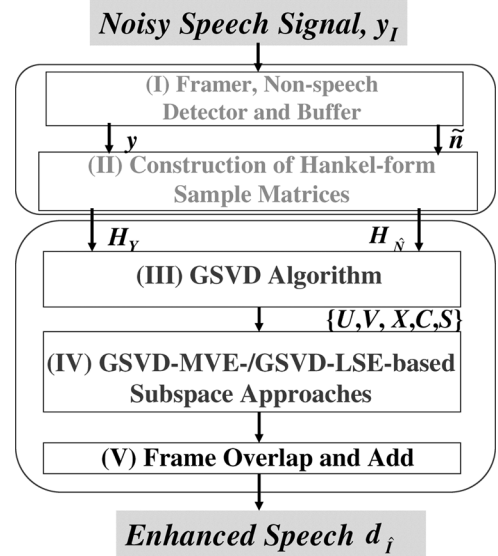 Noisy Speech Signal, y_I
(I) Framer, Non-speech
Detector and Buffer
y ñ
(II) Construction of Hankel-form
Sample Matrices
H_Y H_N̂
(III) GSVD Algorithm
{U,V, X,C,S}
(IV) GSVD-MVE-/GSVD-LSE-based
Subspace Approaches
(V) Frame Overlap and Add
Enhanced Speech d_Î